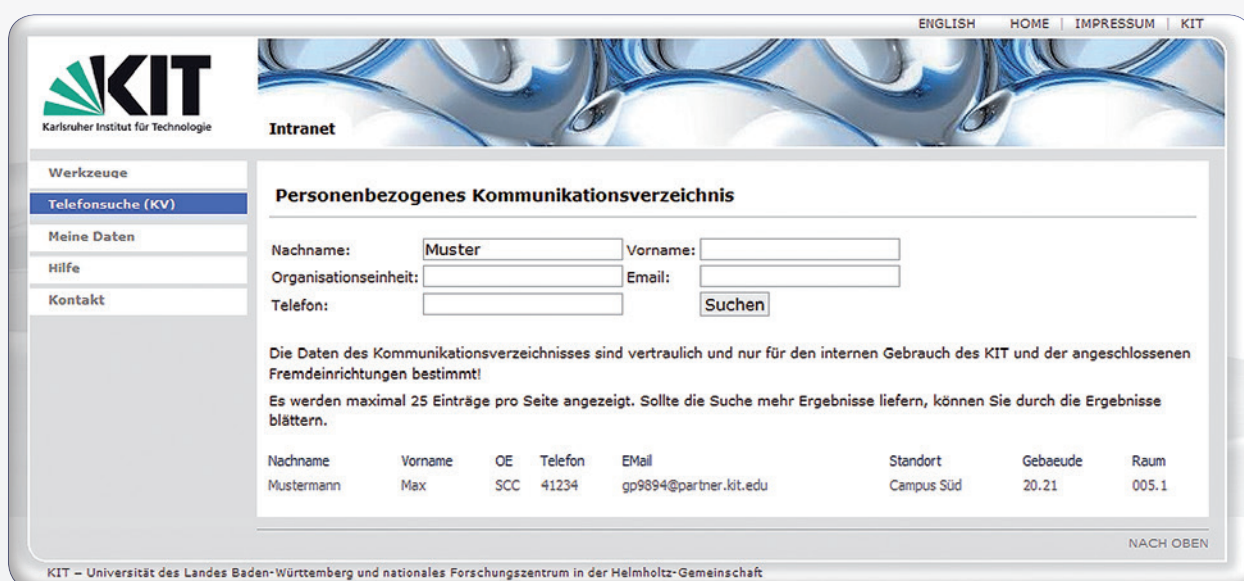 ENGLISH HOME | IMPRESSUM | KIT
KIT
Karlsruher Institut für Technologie
Intranet
Werkzeuge
Telefonsuche (KV)
Meine Daten
Hilfe
Kontakt
Personenbezogenes Kommunikationsverzeichnis
Nachname: Muster Vorname:
Organisationseinheit: Email:
Telefon: Suchen
Die Daten des Kommunikationsverzeichnisses sind vertraulich und nur für den internen Gebrauch des KIT und der angeschlossenen
Fremdeinrichtungen bestimmt!
Es werden maximal 25 Einträge pro Seite angezeigt. Sollte die Suche mehr Ergebnisse liefern, können Sie durch die Ergebnisse
blättern.
Nachname Vorname OE Telefon EMail Standort Gebaeude Raum
Mustermann Max SCC 41234 gp9894@partner.kit.edu Campus Süd 20.21 005.1
NACH OBEN
KIT – Universität des Landes Baden-Württemberg und nationales Forschungszentrum in der Helmholtz-Gemeinschaft